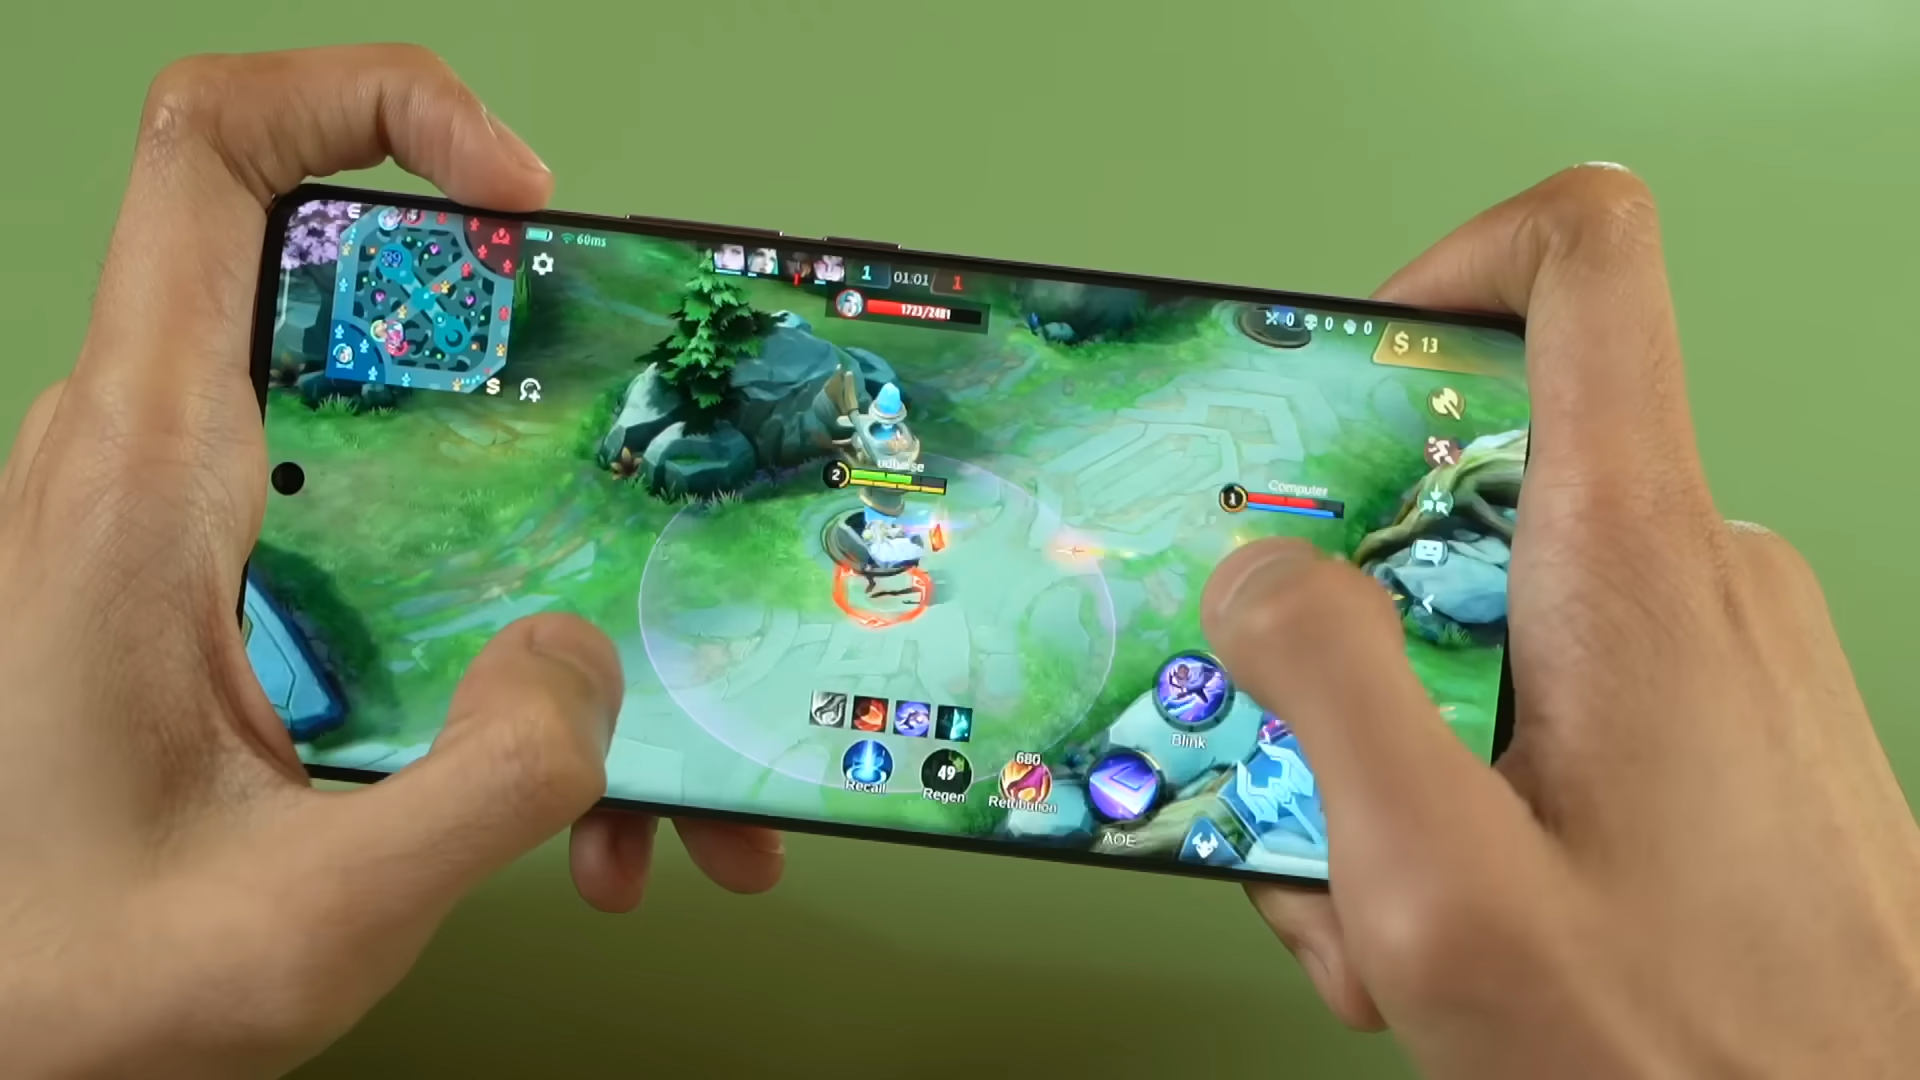 60ms
1 01:01 1
1723/2481
0 0 0
$ 13
$
2
1 Computer
Blink
680
49
Recall
Regen
Retribution
AOE